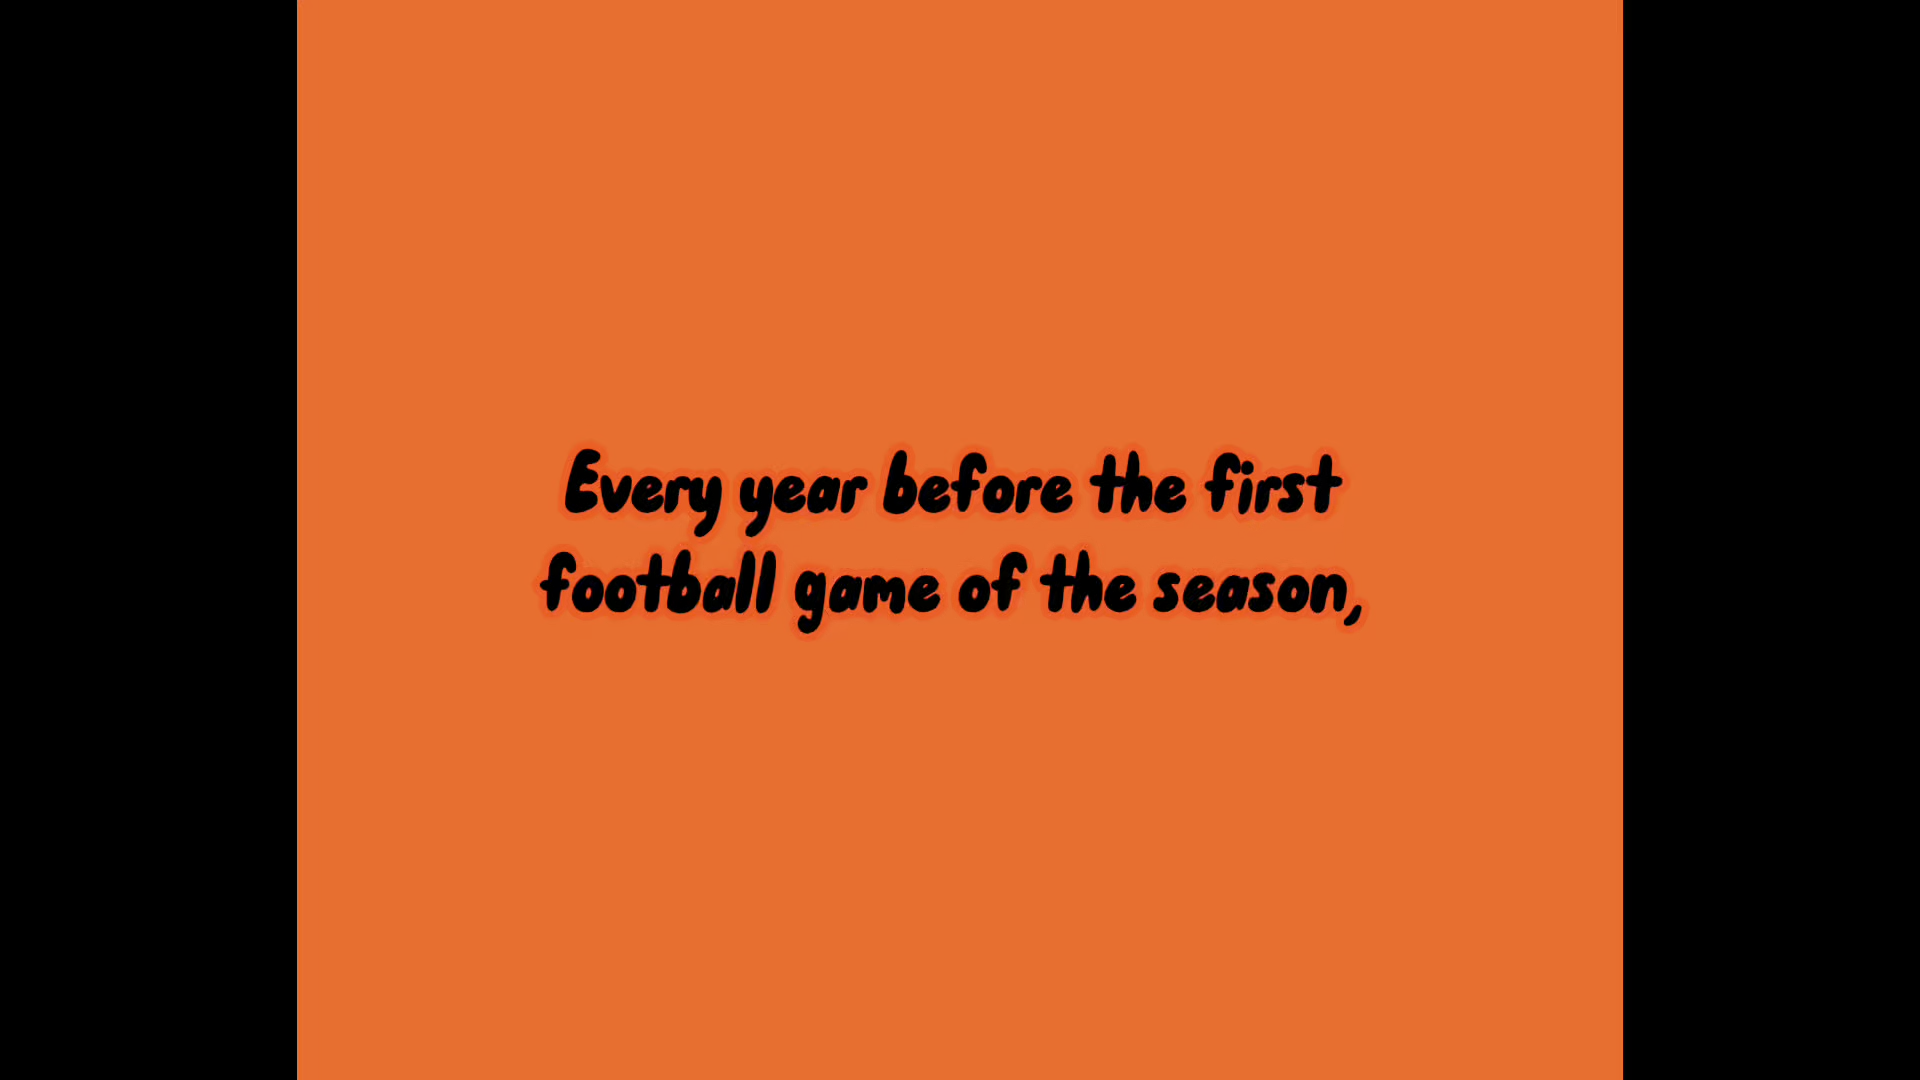 Every year before the first
football game of the season,